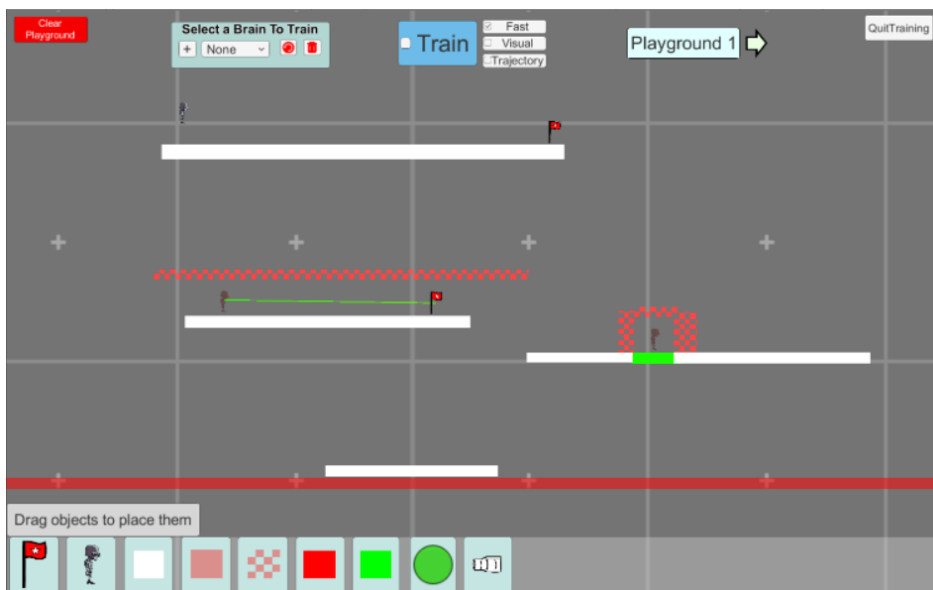 Clear
Playground
Select a Brain To Train
+ None
Train
Fast
Visual
Trajectory
Playground 1
QuitTraining
Drag objects to place them